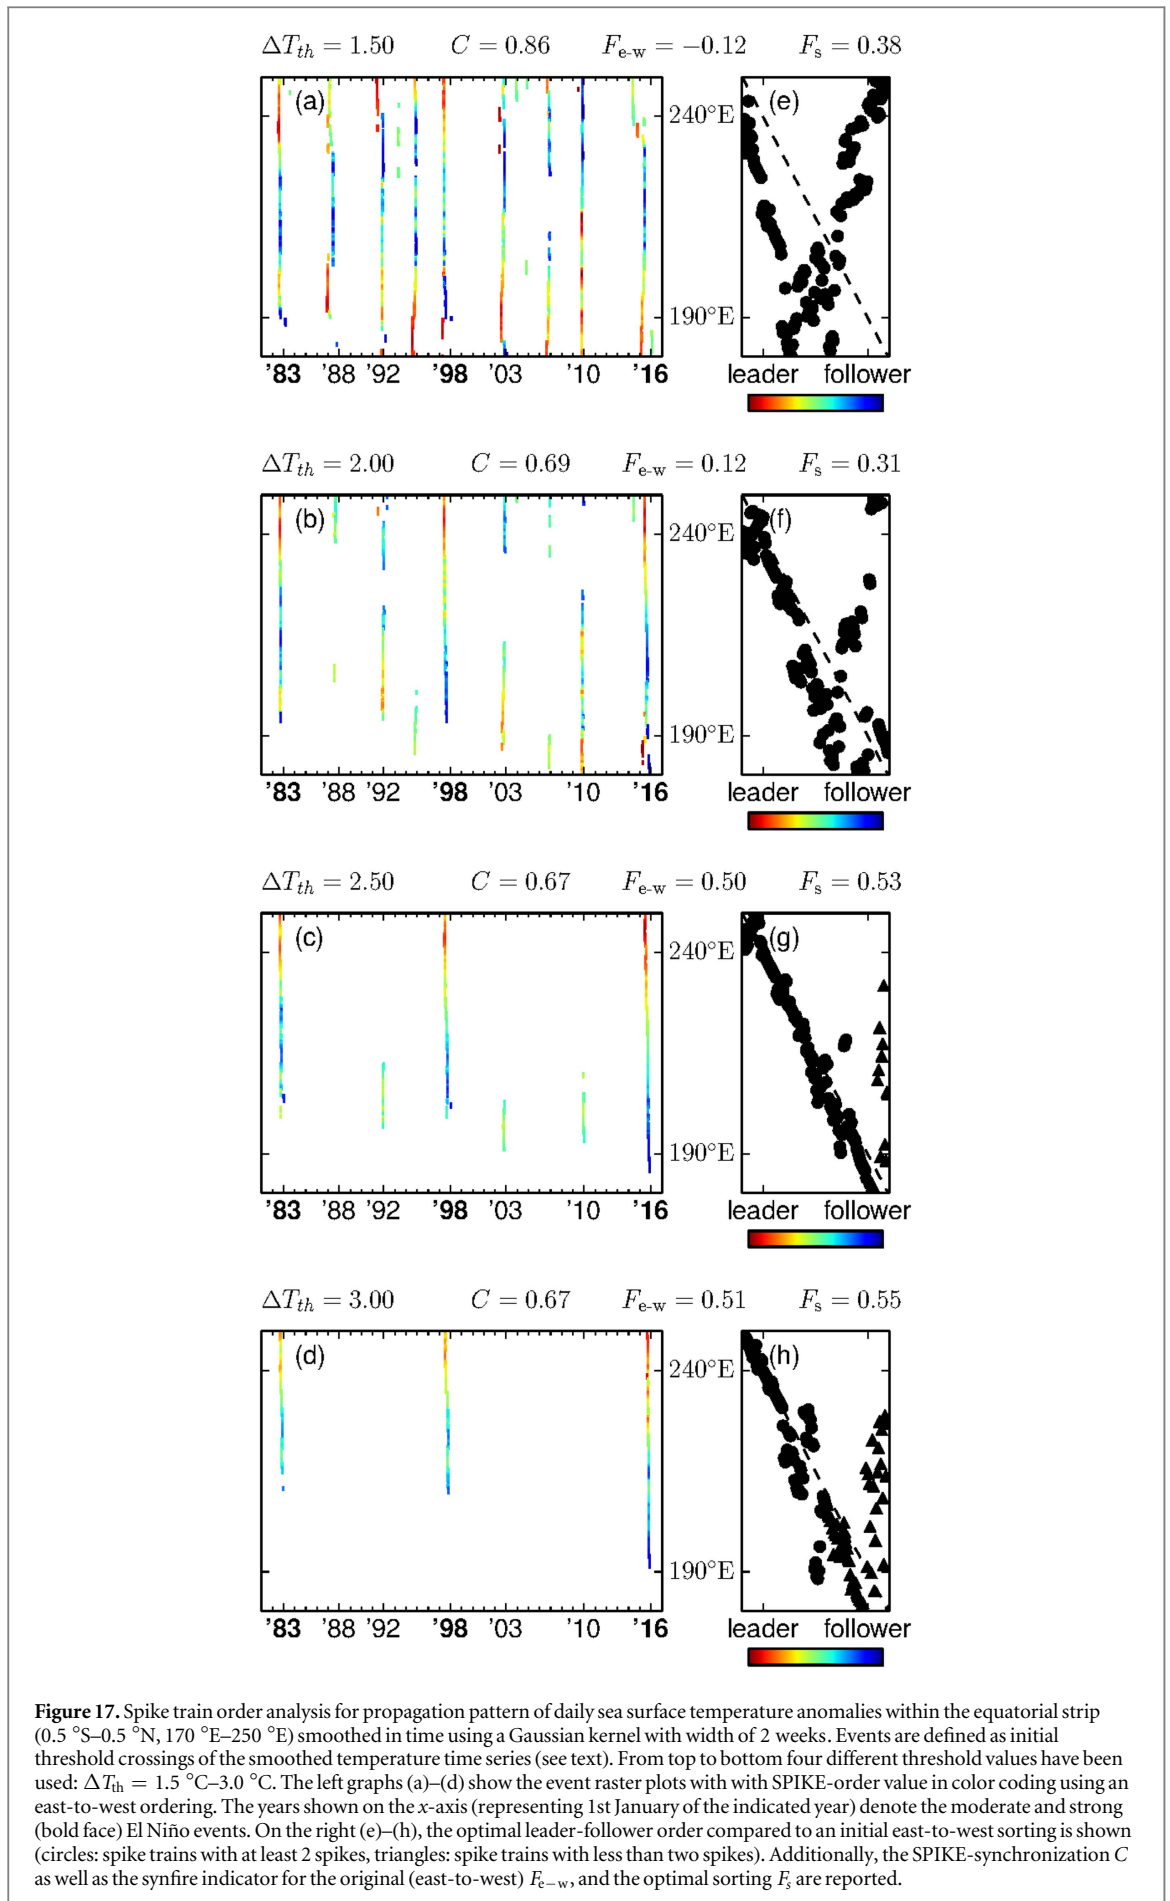 ΔT_th = 1.50 C = 0.86 F_e-w = −0.12 F_s = 0.38
(a) 240°E (e)
190°E
'83 '88 '92 '98 '03 '10 '16 leader follower
ΔT_th = 2.00 C = 0.69 F_e-w = 0.12 F_s = 0.31
(b) 240°E (f)
190°E
'83 '88 '92 '98 '03 '10 '16 leader follower
ΔT_th = 2.50 C = 0.67 F_e-w = 0.50 F_s = 0.53
(c) 240°E (g)
190°E
'83 '88 '92 '98 '03 '10 '16 leader follower
ΔT_th = 3.00 C = 0.67 F_e-w = 0.51 F_s = 0.55
(d) 240°E (h)
190°E
'83 '88 '92 '98 '03 '10 '16 leader follower
Figure 17. Spike train order analysis for propagation pattern of daily sea surface temperature anomalies within the equatorial strip
(0.5 °S–0.5 °N, 170 °E–250 °E) smoothed in time using a Gaussian kernel with width of 2 weeks. Events are defined as initial
threshold crossings of the smoothed temperature time series (see text). From top to bottom four different threshold values have been
used: ΔT_th = 1.5 °C–3.0 °C. The left graphs (a)–(d) show the event raster plots with with SPIKE-order value in color coding using an
east-to-west ordering. The years shown on the x-axis (representing 1st January of the indicated year) denote the moderate and strong
(bold face) El Niño events. On the right (e)–(h), the optimal leader-follower order compared to an initial east-to-west sorting is shown
(circles: spike trains with at least 2 spikes, triangles: spike trains with less than two spikes). Additionally, the SPIKE-synchronization C
as well as the synfire indicator for the original (east-to-west) F_e−w, and the optimal sorting F_s are reported.